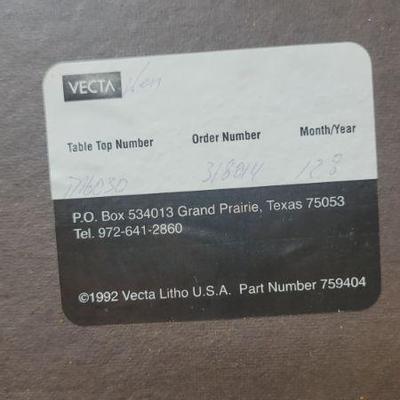 VECTA
Table Top Number Order Number Month/Year
318814
P.O. Box 534013 Grand Prairie, Texas 75053
Tel. 972-641-2860
©1992 Vecta Litho U.S.A. Part Number 759404